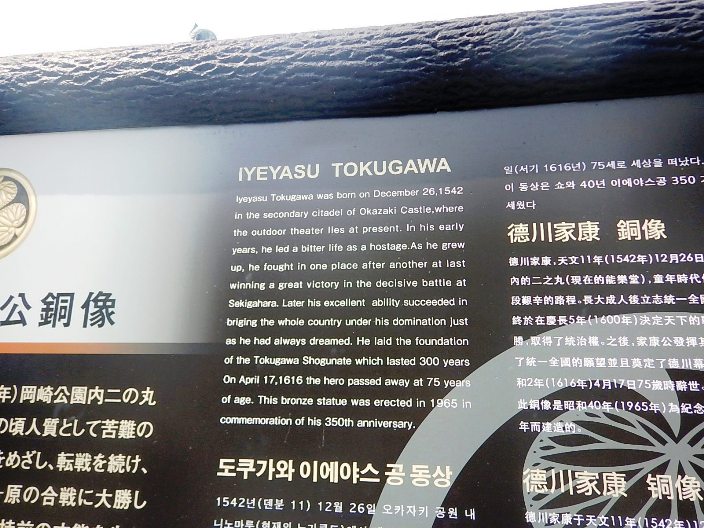 公銅像
年)岡崎公園内二の丸
の頃人質として苦難の
をめざし、転戦を続け、
原の合戦に大勝し
IYEYASU TOKUGAWA
Iyeyasu Tokugawa was born on December 26,1542
in the secondary citadel of Okazaki Castle,where
the outdoor theater lies at present. In his early
years, he led a bitter life as a hostage.As he grew
up, he fought in one place after another at last
winning a great victory in the decisive battle at
Sekigahara. Later his excellent ability succeeded in
briging the whole country under his domination just
as he had always dreamed. He laid the foundation
of the Tokugawa Shogunate which lasted 300 years
On April 17,1616 the hero passed away at 75 years
of age. This bronze statue was erected in 1965 in
commemoration of his 350th anniversary.
도쿠가와 이에야스 공 동상
1542년(덴분 11) 12월 26일 오카자키 공원 내
일(서기 1616년) 75세로 세상을 떠났다.
이 동상은 쇼와 40년 이에야스공 350
세웠다
德川家康 銅像
德川家康,天文11年(1542年)12月26日
內的二之丸(現在的能樂堂),童年時代
段艱辛的路程。長大成人後立志統一全國
終於在慶長5年(1600年)決定天下的
勝,取得了統治權。之後,家康公發揮其
了統一全國的願望並且奠定了德川幕
和2年(1616年)4月17日75歲時辭世。
此銅像是昭和40年(1965年)為紀念
年而建造的。
德川家康 铜像
德川家康于天文11年(1542年)12